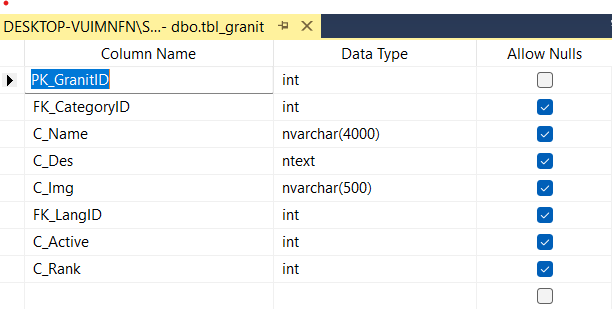 DESKTOP-VUIMNFN\S...- dbo.tbl_granit
Column Name Data Type Allow Nulls
PK_GranitID int
FK_CategoryID int
C_Name nvarchar(4000)
C_Des ntext
C_Img nvarchar(500)
FK_LangID int
C_Active int
C_Rank int